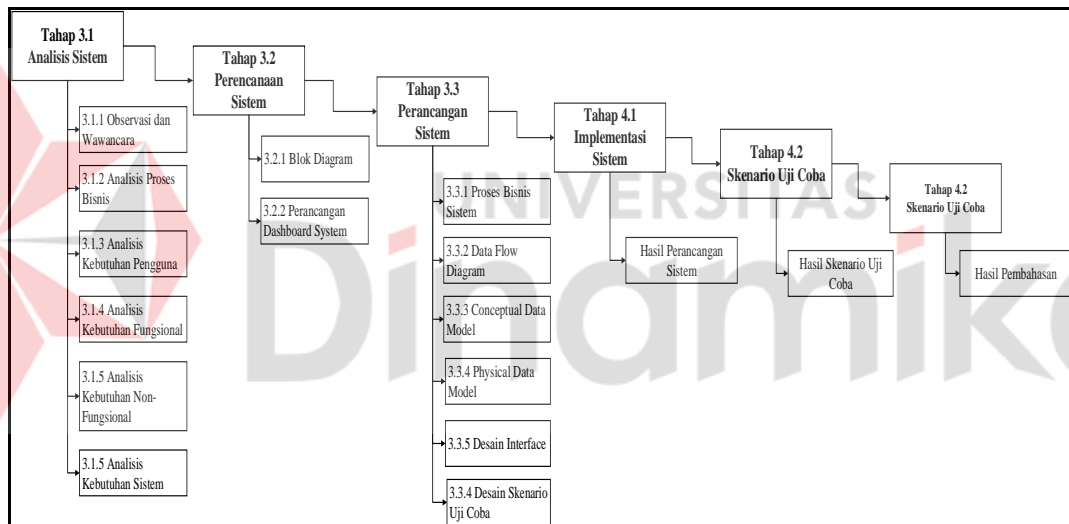 Tahap 3.1
Analisis Sistem
3.1.1 Observasi dan
Wawancara
3.1.2 Analisis Proses
Bisnis
3.1.3 Analisis
Kebutuhan Pengguna
3.1.4 Analisis
Kebutuhan Fungsional
3.1.5 Analisis
Kebutuhan Non-
Fungsional
3.1.5 Analisis
Kebutuhan Sistem
Tahap 3.2
Perencanaan
Sistem
3.2.1 Blok Diagram
3.2.2 Perancangan
Dashboard System
Tahap 3.3
Perancangan
Sistem
3.3.1 Proses Bisnis
Sistem
3.3.2 Data Flow
Diagram
3.3.3 Conceptual Data
Model
3.3.4 Physical Data
Model
3.3.5 Desain Interface
3.3.4 Desain Skenario
Uji Coba
Tahap 4.1
Implementasi
Sistem
Hasil Perancangan
Sistem
Tahap 4.2
Skenario Uji Coba
Hasil Skenario Uji
Coba
Tahap 4.2
Skenario Uji Coba
Hasil Pembahasan
UNIVERSITAS
Dinamika